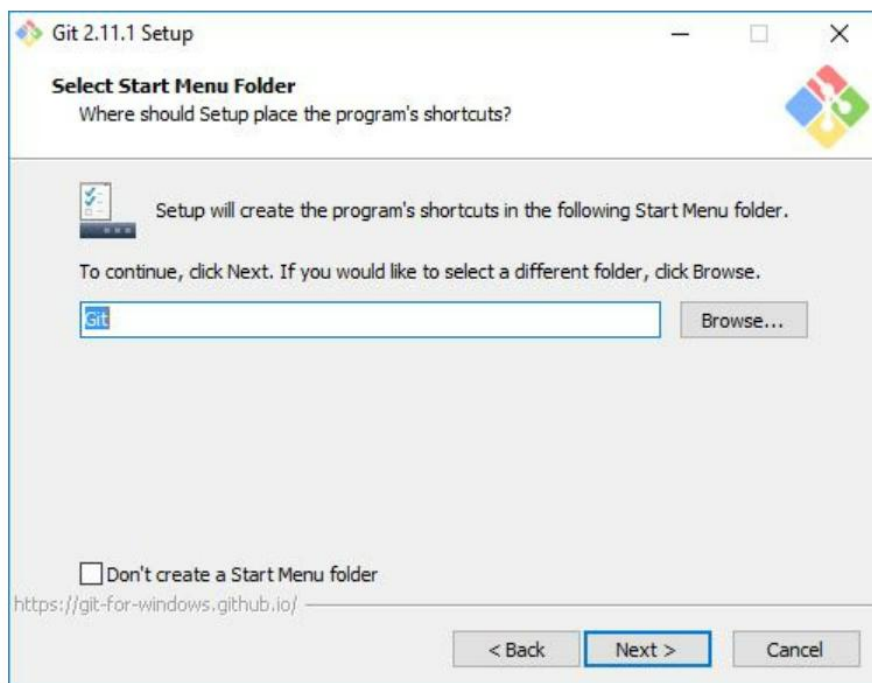 Git 2.11.1 Setup
Select Start Menu Folder
Where should Setup place the program's shortcuts?
Setup will create the program's shortcuts in the following Start Menu folder.
To continue, click Next. If you would like to select a different folder, click Browse.
Git
Browse...
Don't create a Start Menu folder
https://git-for-windows.github.io/
< Back
Next >
Cancel